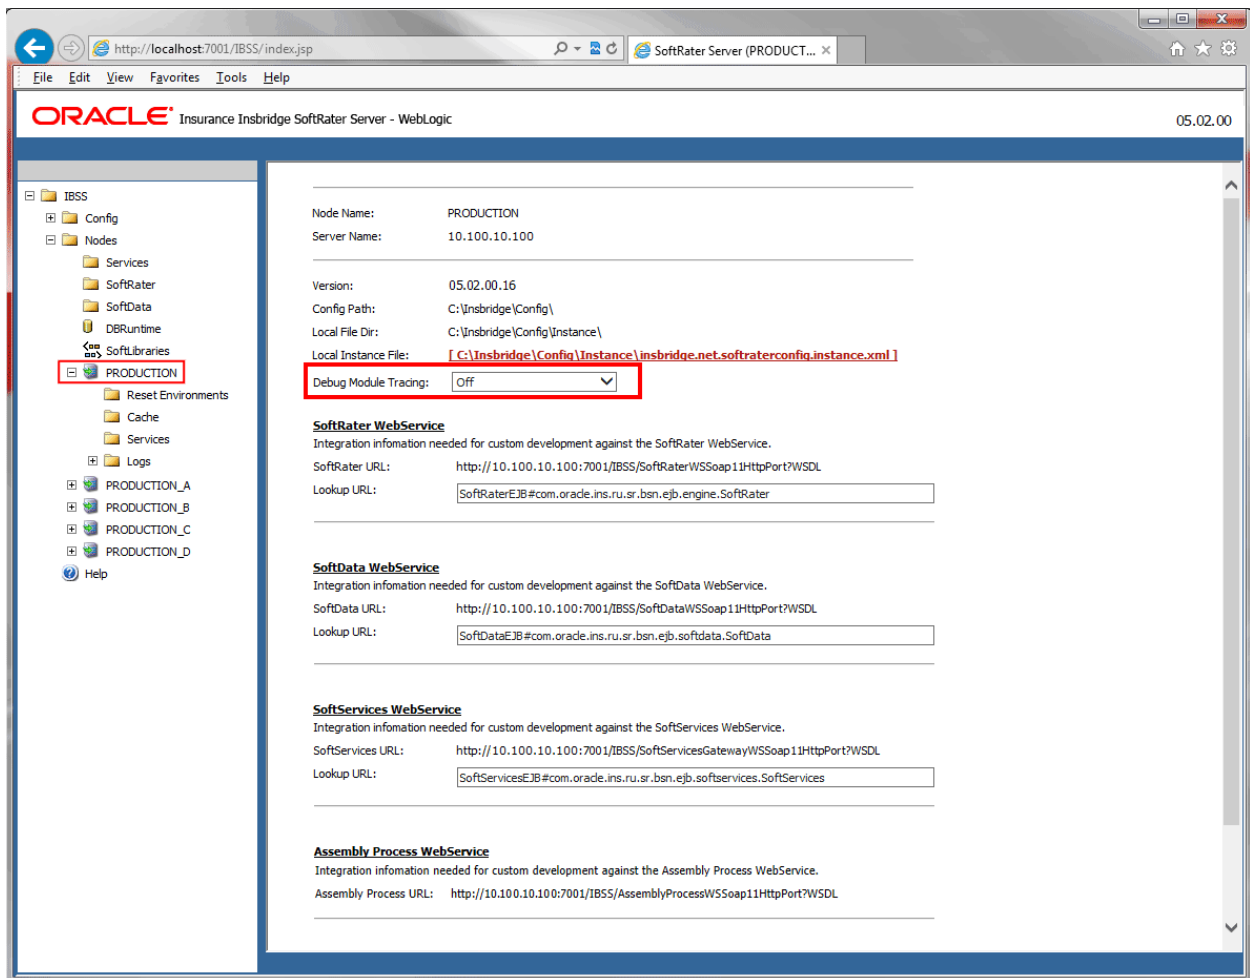 http://localhost:7001/IBSS/index.jsp
SoftRater Server (PRODUCT...
File Edit View Favorites Tools Help
ORACLE Insurance Insbridge SoftRater Server - WebLogic
05.02.00
IBSS
Config
Nodes
Services
SoftRater
SoftData
DBRuntime
SoftLibraries
PRODUCTION
Reset Environments
Cache
Services
Logs
PRODUCTION_A
PRODUCTION_B
PRODUCTION_C
PRODUCTION_D
Help
Node Name: PRODUCTION
Server Name: 10.100.10.100
Version: 05.02.00.16
Config Path: C:\Insbridge\Config\
Local File Dir: C:\Insbridge\Config\Instance\
Local Instance File: [ C:\Insbridge\Config\Instance\insbridge.net.softraterconfig.instance.xml ]
Debug Module Tracing: Off
SoftRater WebService
Integration infomation needed for custom development against the SoftRater WebService.
SoftRater URL: http://10.100.10.100:7001/IBSS/SoftRaterWSSoap11HttpPort?WSDL
Lookup URL: SoftRaterEJB#com.oracle.ins.ru.sr.bsn.ejb.engine.SoftRater
SoftData WebService
Integration infomation needed for custom development against the SoftData WebService.
SoftData URL: http://10.100.10.100:7001/IBSS/SoftDataWSSoap11HttpPort?WSDL
Lookup URL: SoftDataEJB#com.oracle.ins.ru.sr.bsn.ejb.softdata.SoftData
SoftServices WebService
Integration infomation needed for custom development against the SoftServices WebService.
SoftServices URL: http://10.100.10.100:7001/IBSS/SoftServicesGatewayWSSoap11HttpPort?WSDL
Lookup URL: SoftServicesEJB#com.oracle.ins.ru.sr.bsn.ejb.softservices.SoftServices
Assembly Process WebService
Integration infomation needed for custom development against the Assembly Process WebService.
Assembly Process URL: http://10.100.10.100:7001/IBSS/AssemblyProcessWSSoap11HttpPort?WSDL